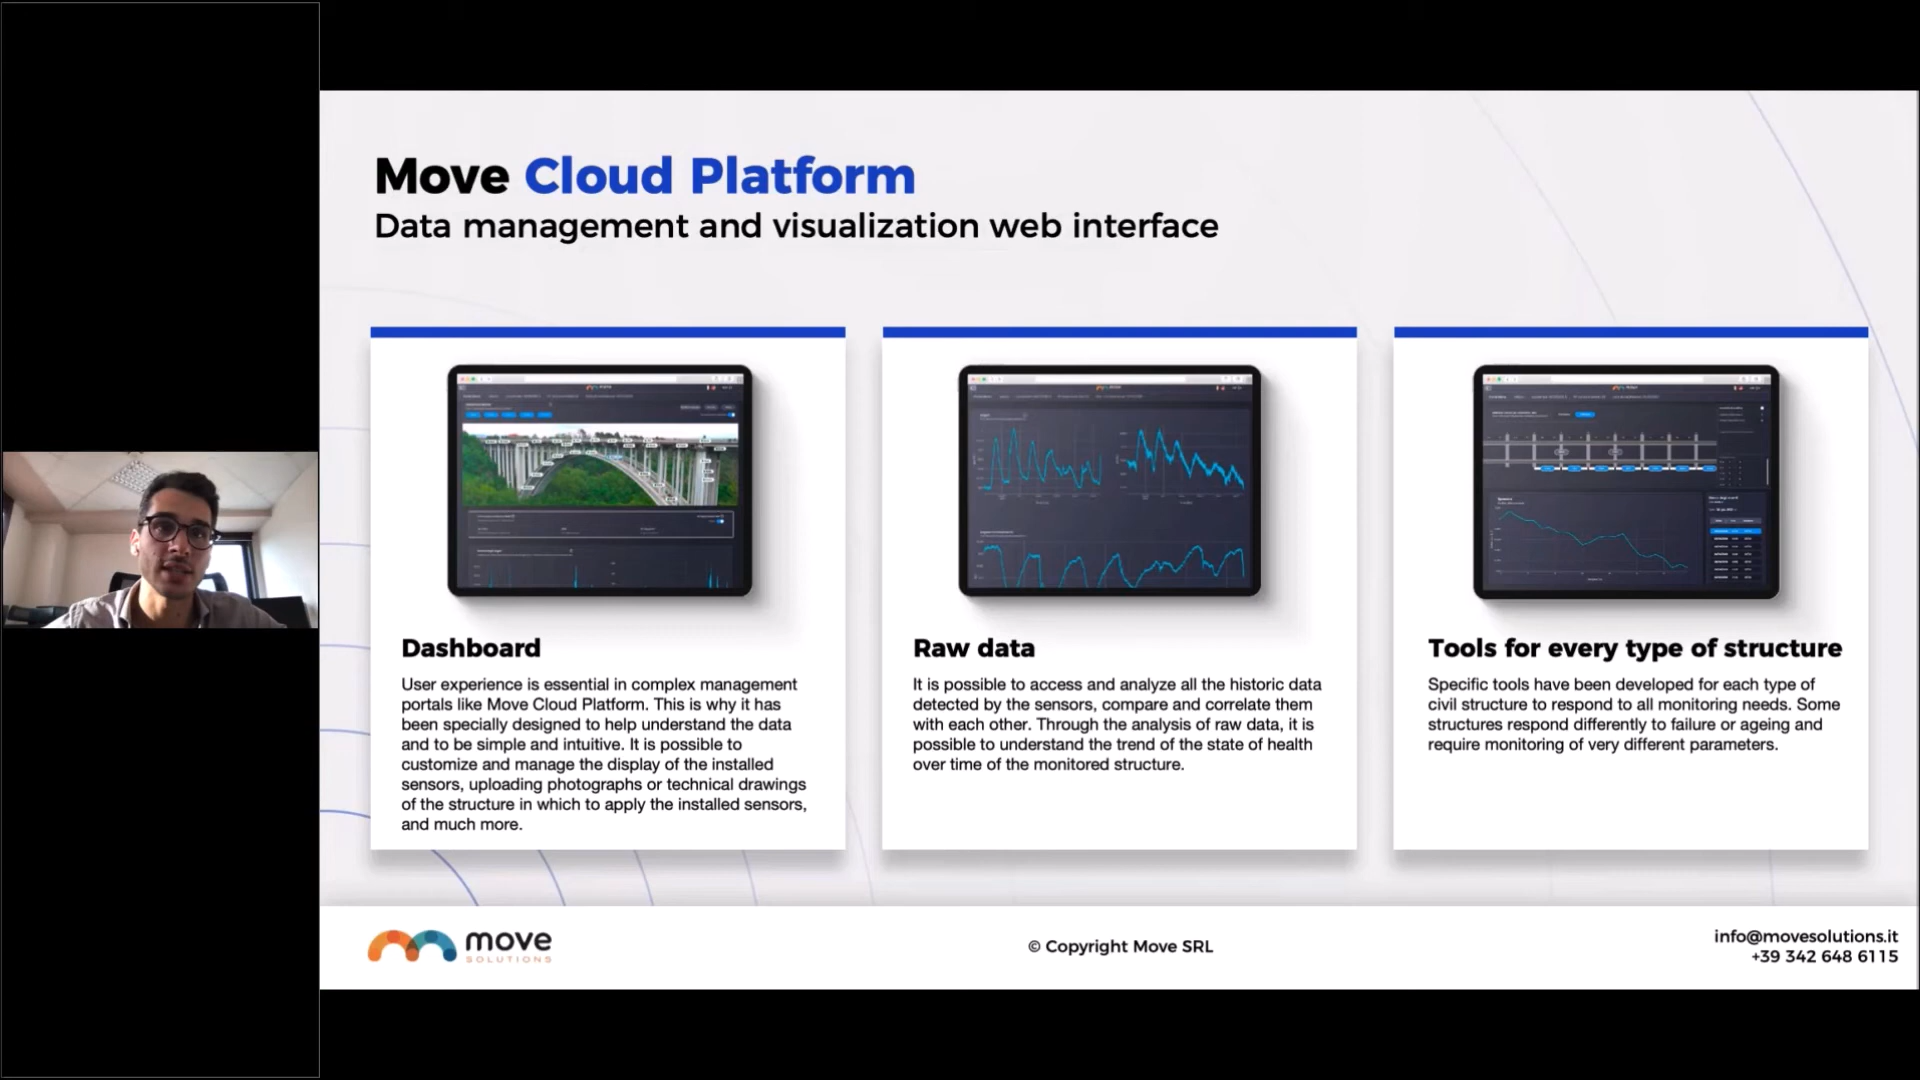 Move Cloud Platform
Data management and visualization web interface
Dashboard
User experience is essential in complex management
portals like Move Cloud Platform. This is why it has
been specially designed to help understand the data
and to be simple and intuitive. It is possible to
customize and manage the display of the installed
sensors, uploading photographs or technical drawings
of the structure in which to apply the installed sensors,
and much more.
Raw data
It is possible to access and analyze all the historic data
detected by the sensors, compare and correlate them
with each other. Through the analysis of raw data, it is
possible to understand the trend of the state of health
over time of the monitored structure.
Tools for every type of structure
Specific tools have been developed for each type of
civil structure to respond to all monitoring needs. Some
structures respond differently to failure or ageing and
require monitoring of very different parameters.
move
SOLUTIONS
© Copyright Move SRL
info@movesolutions.it
+39 342 648 6115